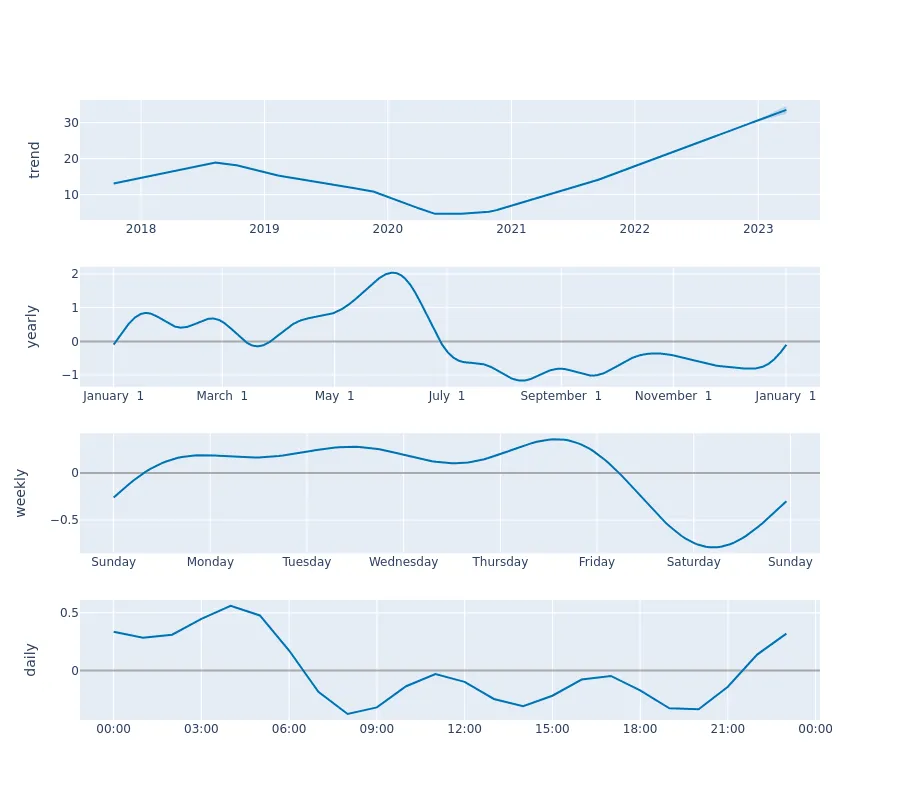 trend
30
20
10
2018 2019 2020 2021 2022 2023
yearly
2
1
0
−1
January 1 March 1 May 1 July 1 September 1 November 1 January 1
weekly
0
−0.5
Sunday Monday Tuesday Wednesday Thursday Friday Saturday Sunday
daily
0.5
0
00:00 03:00 06:00 09:00 12:00 15:00 18:00 21:00 00:00